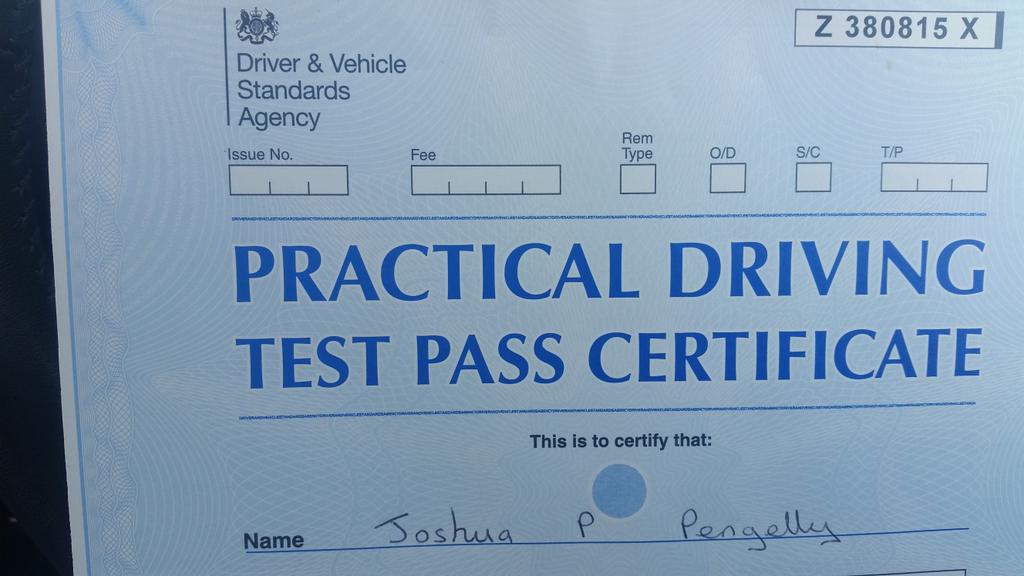 Z 380815 X
Driver & Vehicle
Standards
Agency
Issue No. Fee Rem Type O/D S/C T/P
PRACTICAL DRIVING
TEST PASS CERTIFICATE
This is to certify that:
Name Joshua P Pengelly